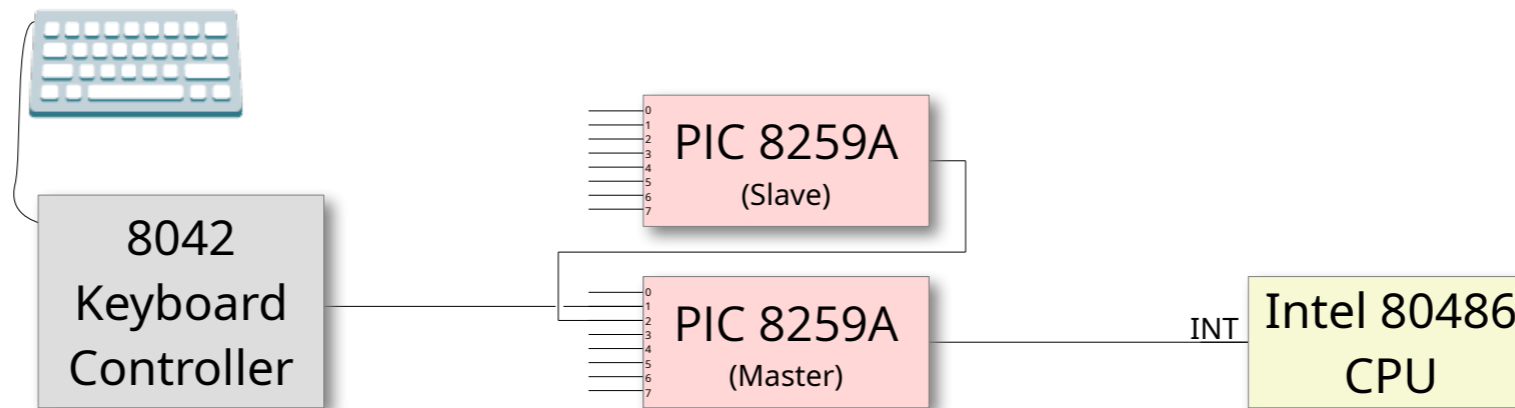 0
1
2
3
4
5
6
7
PIC 8259A
(Slave)
8042
Keyboard
Controller
0
1
2
3
4
5
6
7
PIC 8259A
(Master)
INT
Intel 80486
CPU